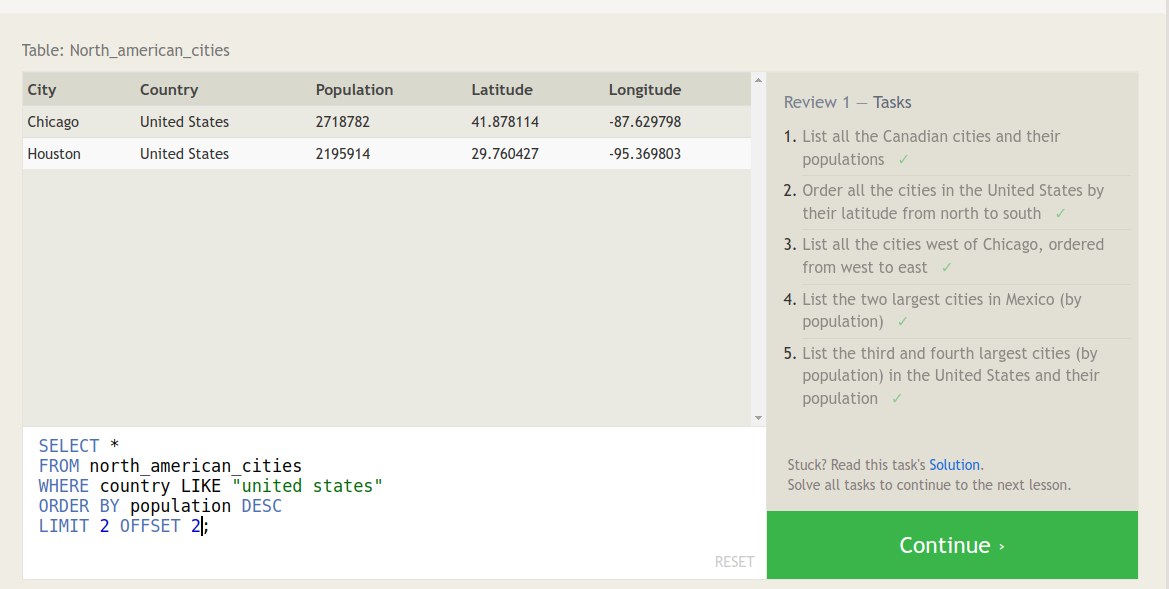 Table: North_american_cities
City Country Population Latitude Longitude
Chicago United States 2718782 41.878114 -87.629798
Houston United States 2195914 29.760427 -95.369803
SELECT *
FROM north_american_cities
WHERE country LIKE "united states"
ORDER BY population DESC
LIMIT 2 OFFSET 2;
RESET
Review 1 — Tasks
1. List all the Canadian cities and their
populations ✓
2. Order all the cities in the United States by
their latitude from north to south ✓
3. List all the cities west of Chicago, ordered
from west to east ✓
4. List the two largest cities in Mexico (by
population) ✓
5. List the third and fourth largest cities (by
population) in the United States and their
population ✓
Stuck? Read this task's Solution.
Solve all tasks to continue to the next lesson.
Continue ›